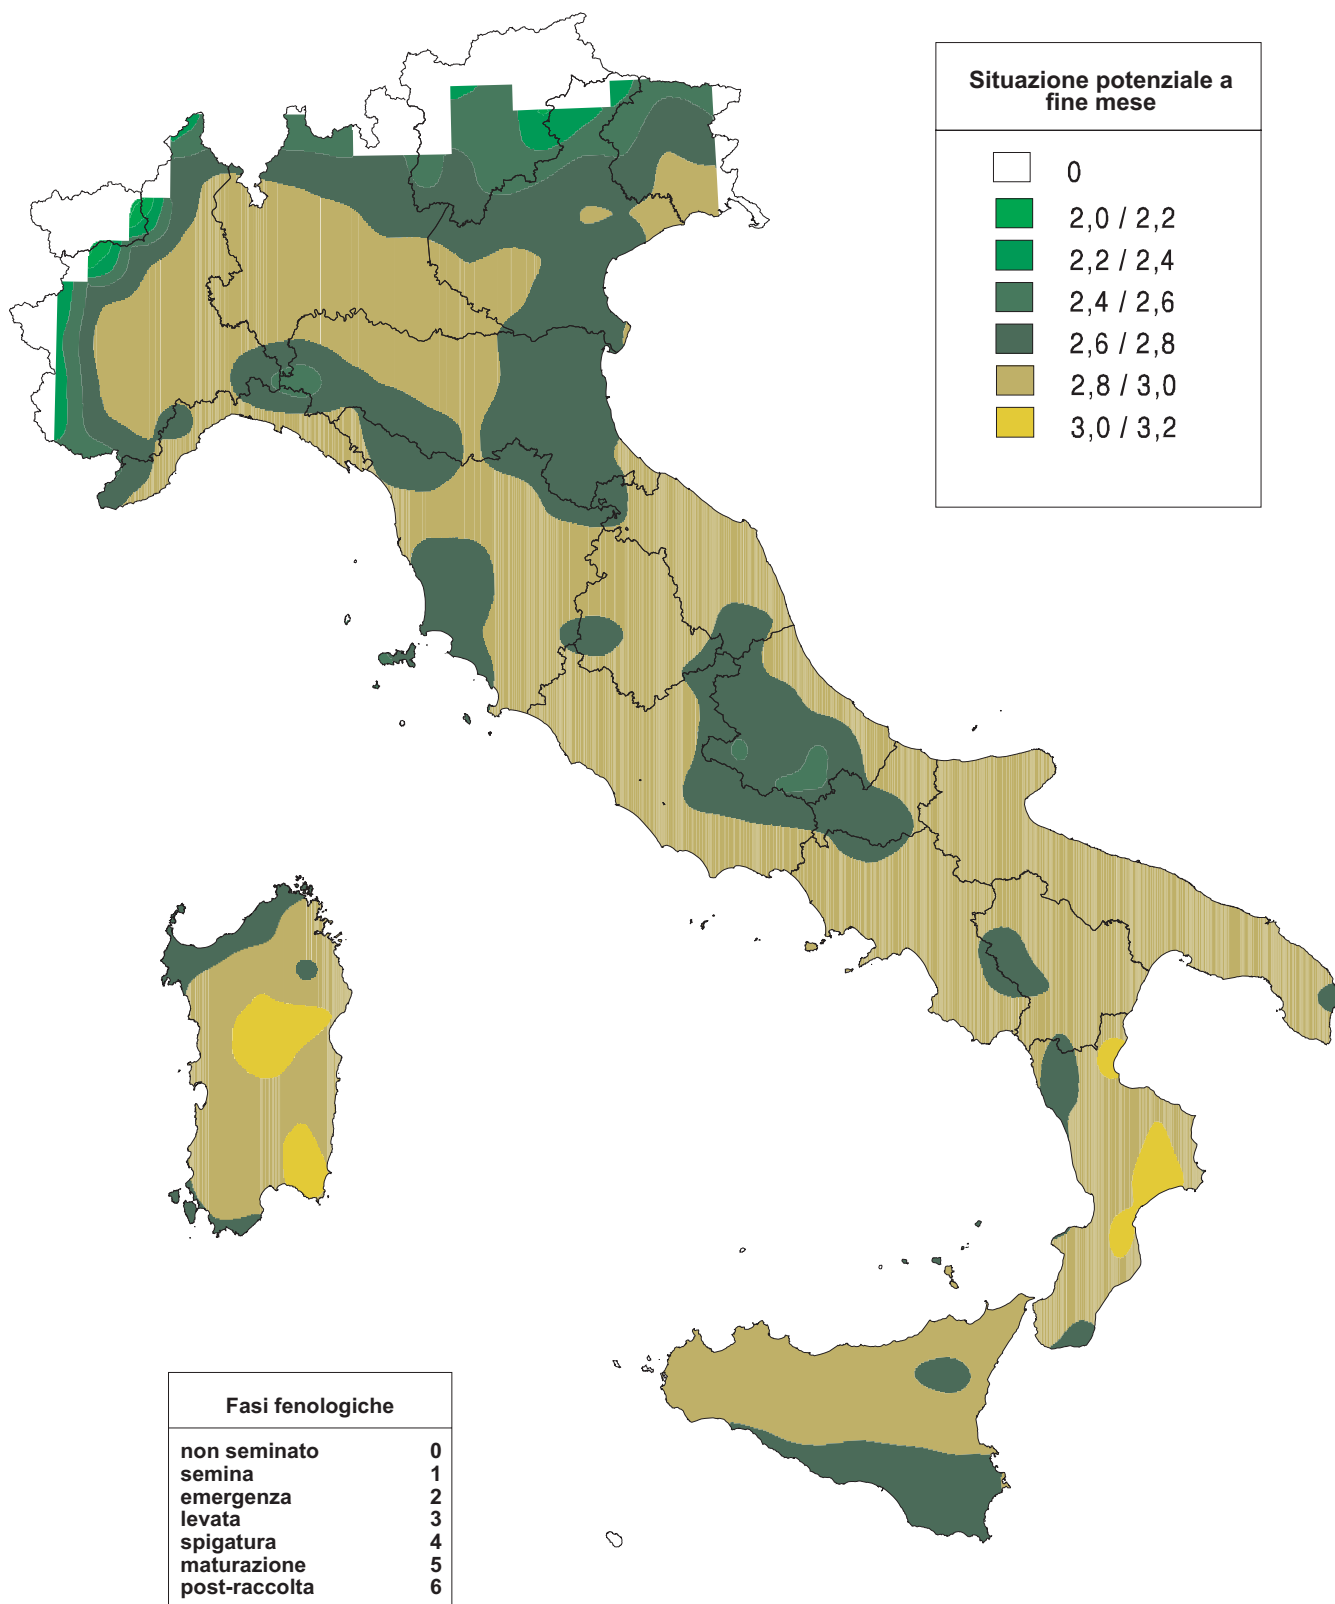 Situazione potenziale a
fine mese
0
2,0 / 2,2
2,2 / 2,4
2,4 / 2,6
2,6 / 2,8
2,8 / 3,0
3,0 / 3,2
Fasi fenologiche
non seminato 0
semina 1
emergenza 2
levata 3
spigatura 4
maturazione 5
post-raccolta 6